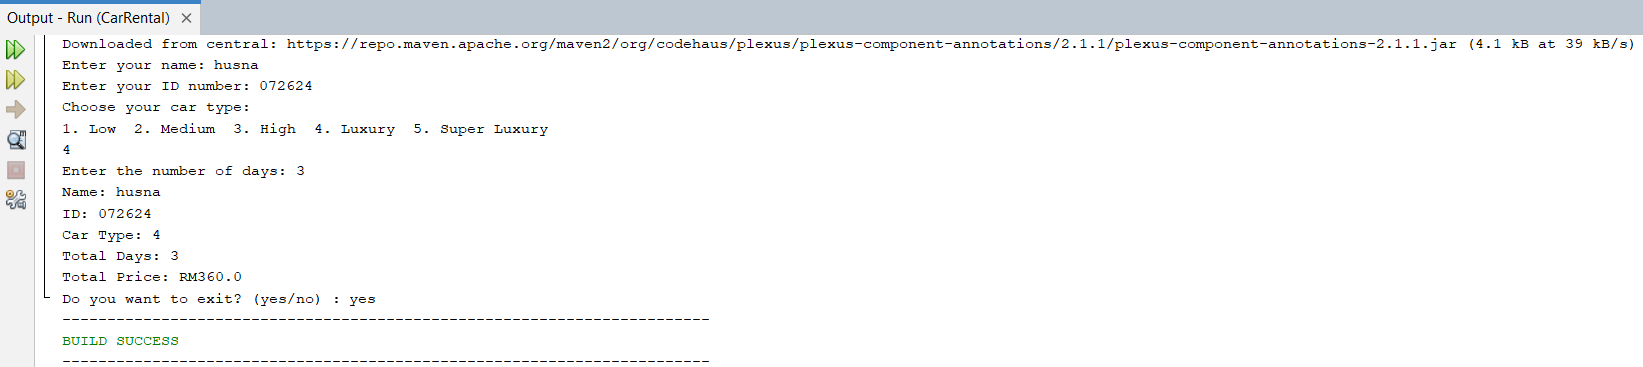 Output - Run (CarRental) ×
Downloaded from central: https://repo.maven.apache.org/maven2/org/codehaus/plexus/plexus-component-annotations/2.1.1/plexus-component-annotations-2.1.1.jar (4.1 kB at 39 kB/s)
Enter your name: husna
Enter your ID number: 072624
Choose your car type:
1. Low  2. Medium  3. High  4. Luxury  5. Super Luxury
4
Enter the number of days: 3
Name: husna
ID: 072624
Car Type: 4
Total Days: 3
Total Price: RM360.0
Do you want to exit? (yes/no) : yes
------------------------------------------------------------------------
BUILD SUCCESS
------------------------------------------------------------------------